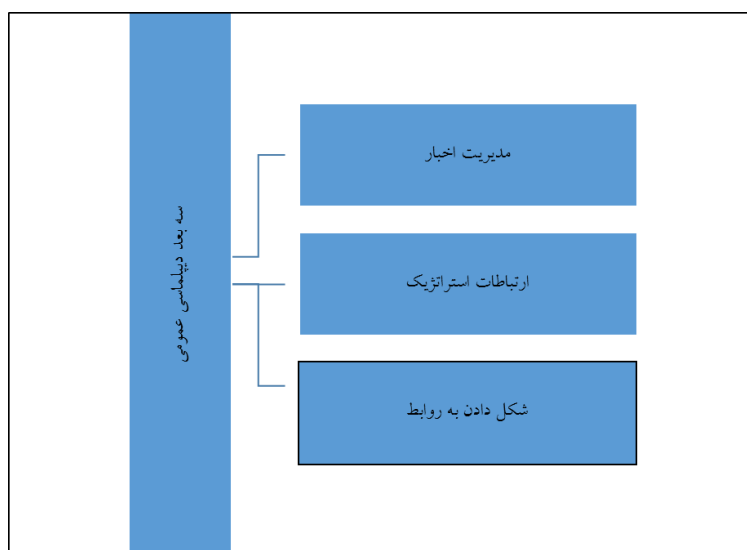 سه بعد دیپلماسی عمومی
مدیریت اخبار
ارتباطات استراتژیک
شکل دادن به روابط